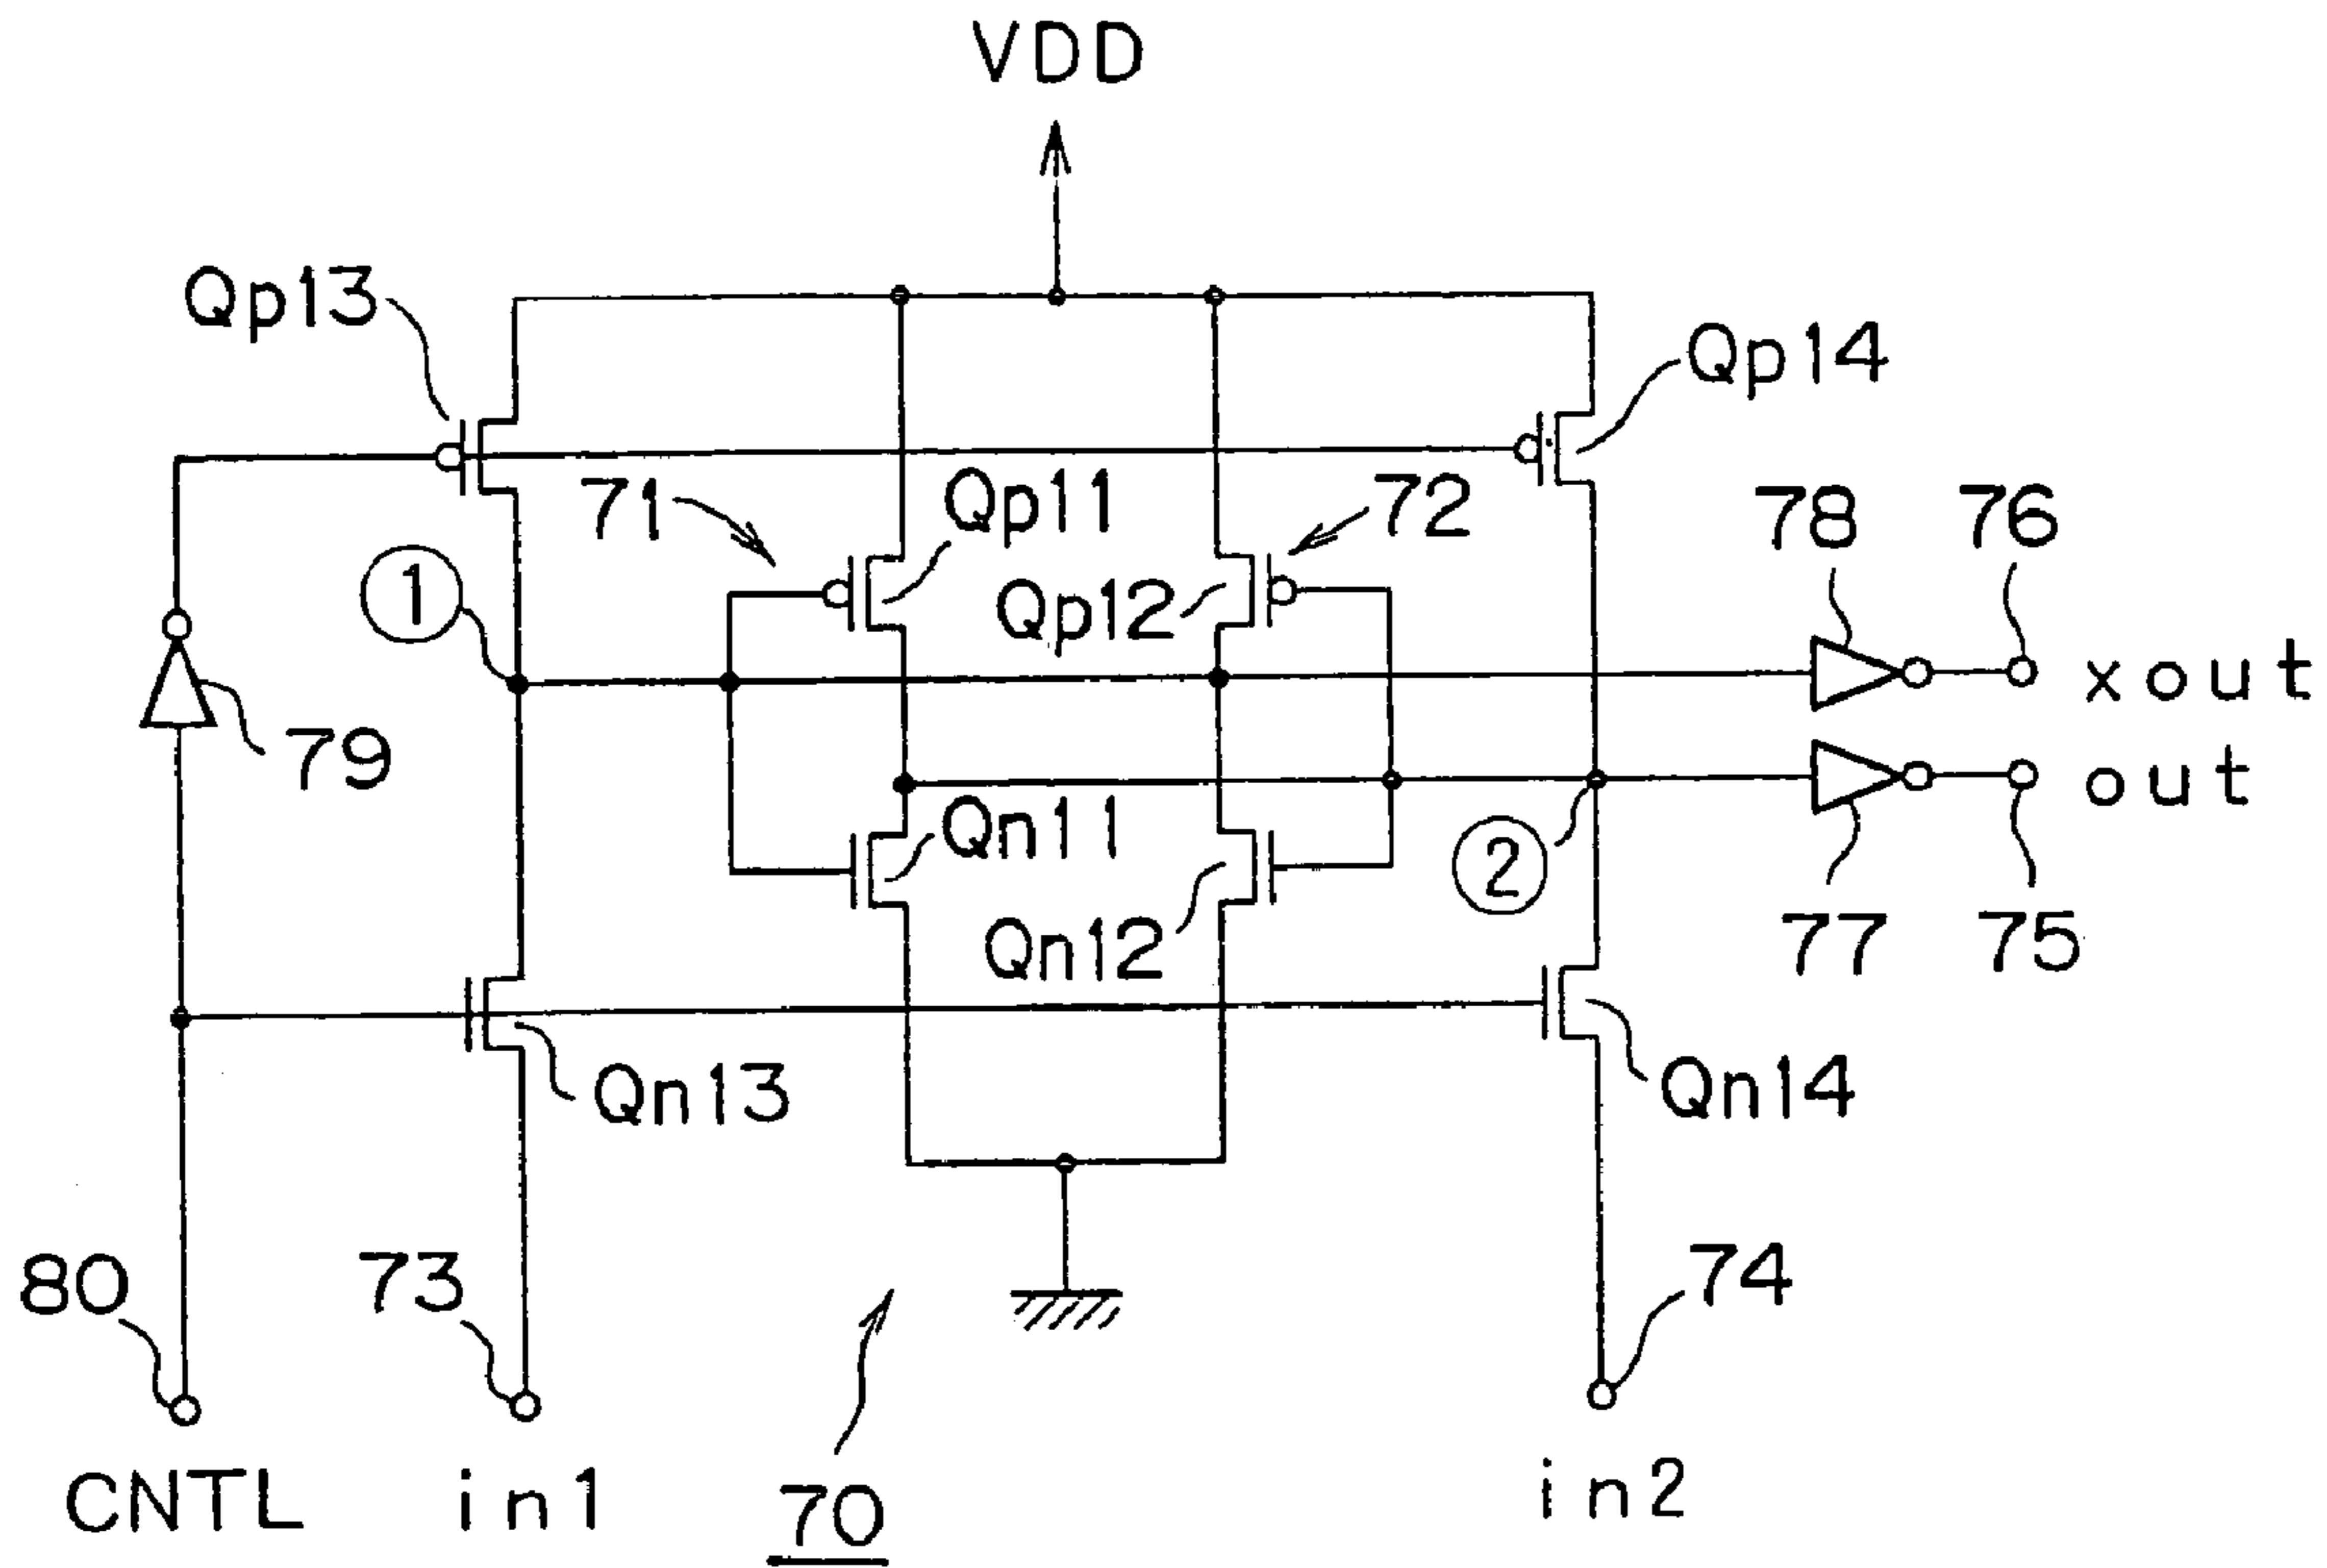 VDD
Qp13
Qp14
71
Qp11
72
78
76
①
Qp12
xout
79
out
Qn11
②
Qn12
77
75
Qn13
Qn14
80
73
74
CNTL
in1
70
in2